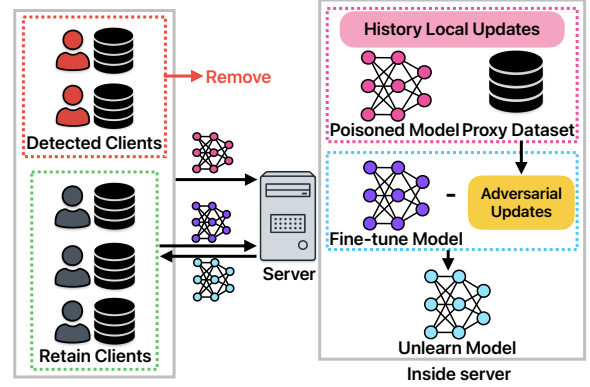 Remove
Detected Clients
Retain Clients
Server
History Local Updates
Poisoned Model
Proxy Dataset
Fine-tune Model
-
Adversarial
Updates
Unlearn Model
Inside server